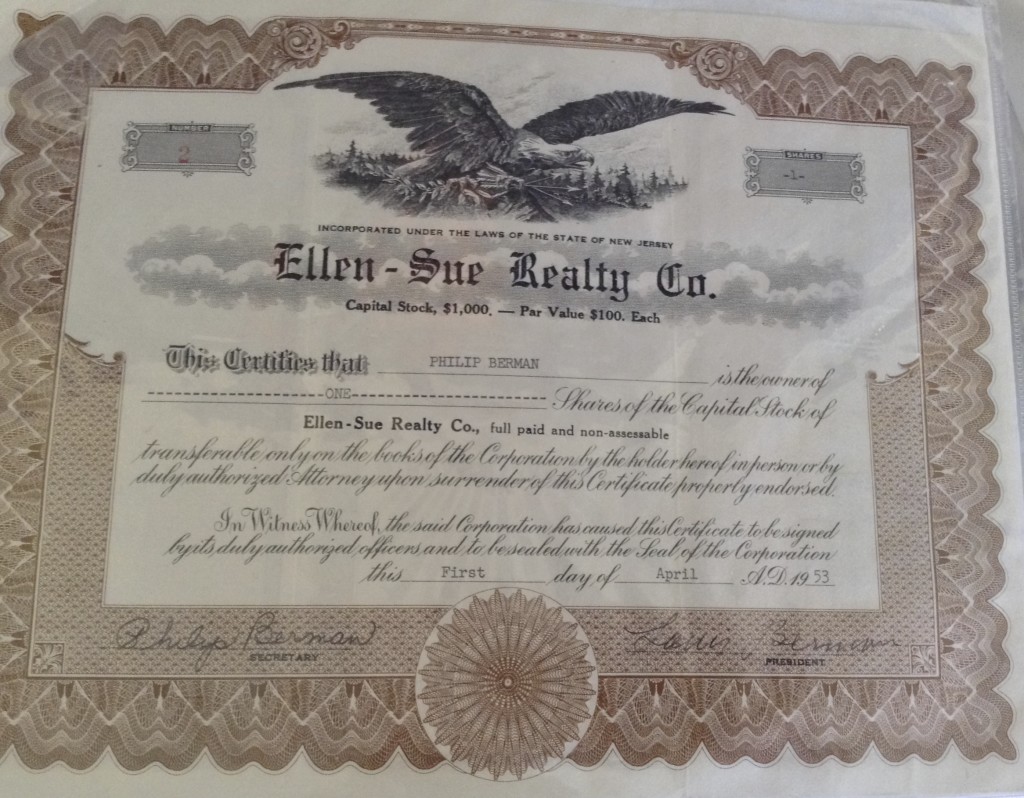 NUMBER
2
SHARES
-1-
INCORPORATED UNDER THE LAWS OF THE STATE OF NEW JERSEY
Ellen-Sue Realty Co.
Capital Stock, $1,000. — Par Value $100. Each
This Certifies that PHILIP BERMAN is the owner of
ONE Shares of the Capital Stock of
Ellen-Sue Realty Co., full paid and non-assessable
transferable only on the books of the Corporation by the holder hereof in person or by
duly authorized Attorney upon surrender of this Certificate properly endorsed.
In Witness Whereof, the said Corporation has caused this Certificate to be signed
by its duly authorized officers and to be sealed with the Seal of the Corporation
this First day of April A.D. 1953
Philip Berman Berman
SECRETARY PRESIDENT